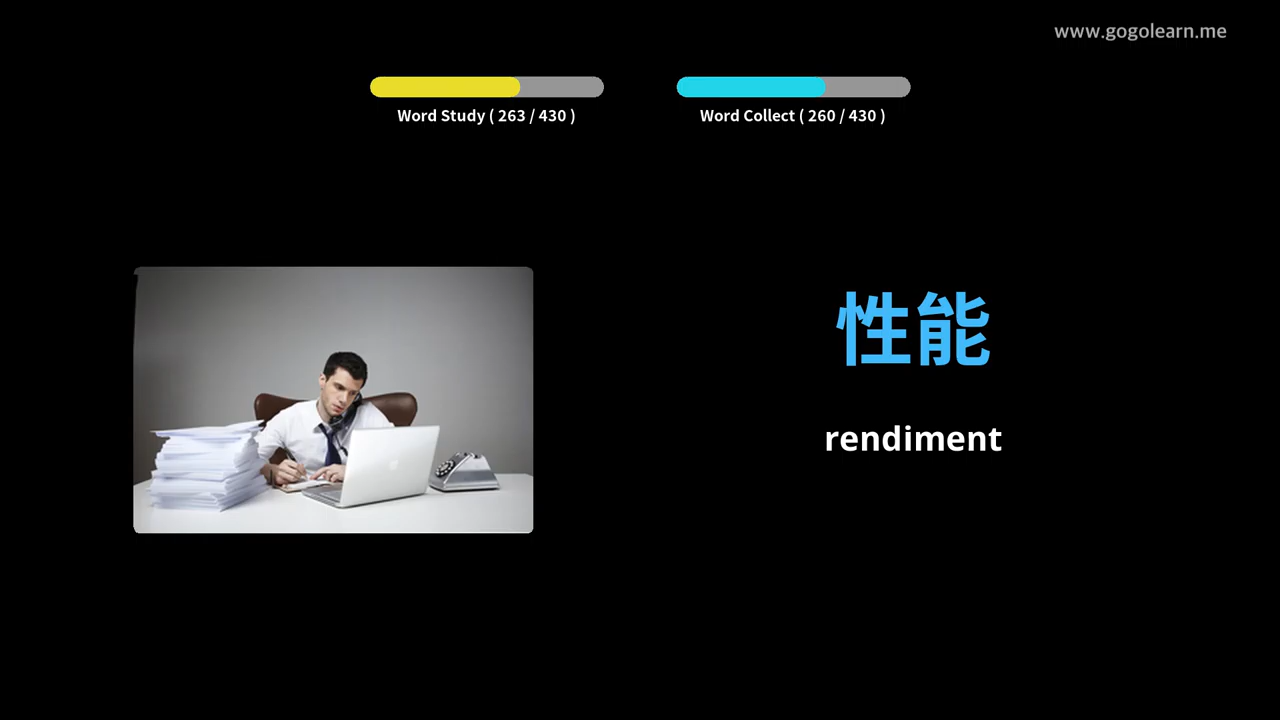 www.gogolearn.me
Word Study ( 263 / 430 )
Word Collect ( 260 / 430 )
性能
rendiment